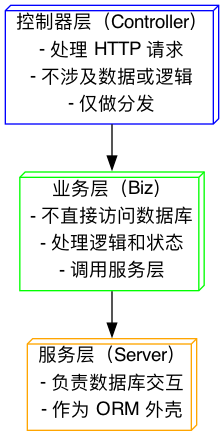 控制器层（Controller）
- 处理 HTTP 请求
- 不涉及数据或逻辑
- 仅做分发
业务层（Biz）
- 不直接访问数据库
- 处理逻辑和状态
- 调用服务层
服务层（Server）
- 负责数据库交互
- 作为 ORM 外壳